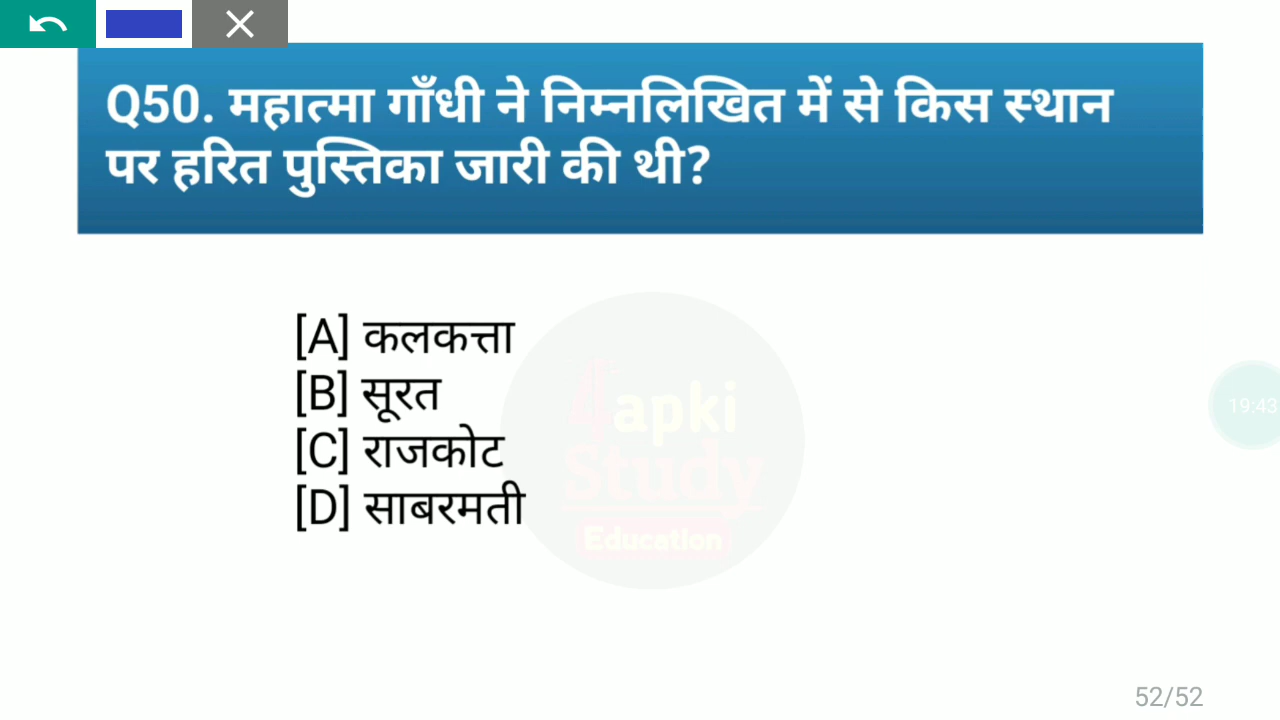 Q50. महात्मा गाँधी ने निम्नलिखित में से किस स्थान
पर हरित पुस्तिका जारी की थी?
[A] कलकत्ता
[B] सूरत
[C] राजकोट
[D] साबरमती
4apki
Study
Education
19:43
52/52